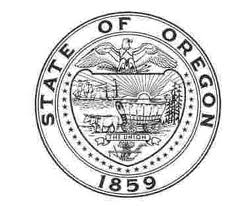 STATE OF OREGON
THE UNION
1859